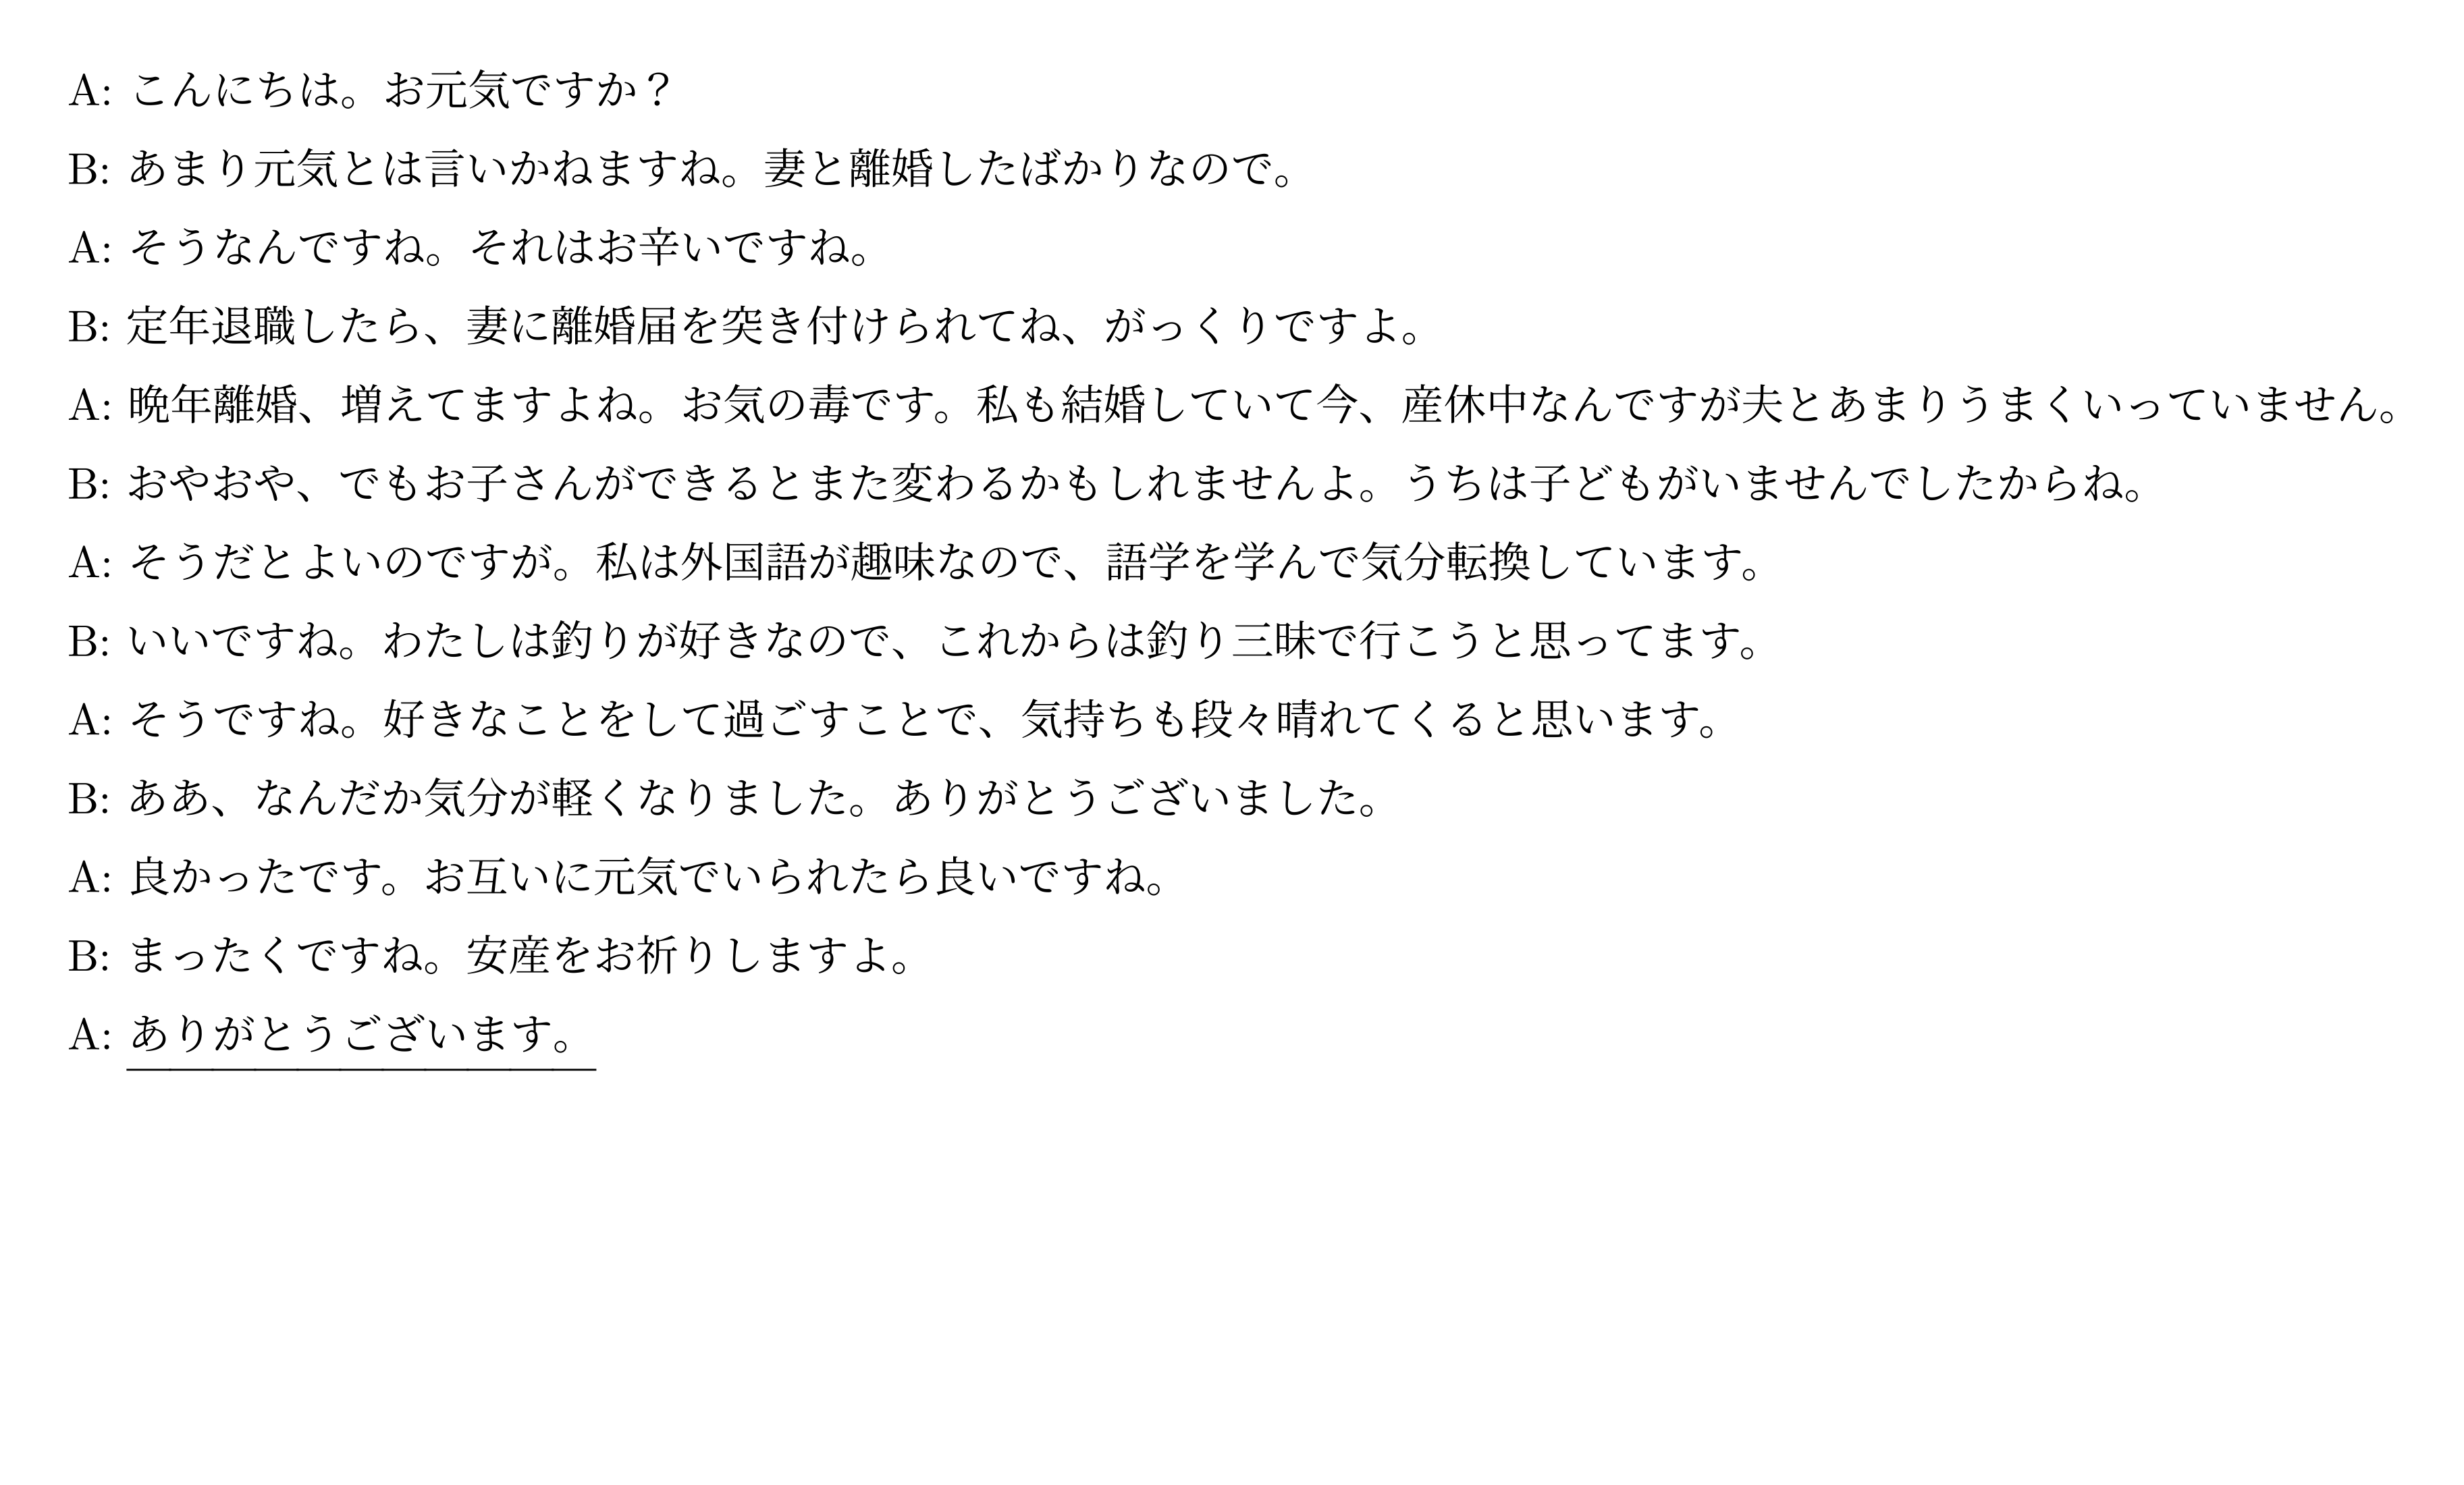 A: こんにちは。お元気ですか？
B: あまり元気とは言いかねますね。妻と離婚したばかりなので。
A: そうなんですね。それはお辛いですね。
B: 定年退職したら、妻に離婚届を突き付けられてね、がっくりですよ。
A: 晩年離婚、増えてますよね。お気の毒です。私も結婚していて今、産休中なんですが夫とあまりうまくいっていません。
B: おやおや、でもお子さんができるとまた変わるかもしれませんよ。うちは子どもがいませんでしたからね。
A: そうだとよいのですが。私は外国語が趣味なので、語学を学んで気分転換しています。
B: いいですね。わたしは釣りが好きなので、これからは釣り三昧で行こうと思ってます。
A: そうですね。好きなことをして過ごすことで、気持ちも段々晴れてくると思います。
B: ああ、なんだか気分が軽くなりました。ありがとうございました。
A: 良かったです。お互いに元気でいられたら良いですね。
B: まったくですね。安産をお祈りしますよ。
A: ありがとうございます。